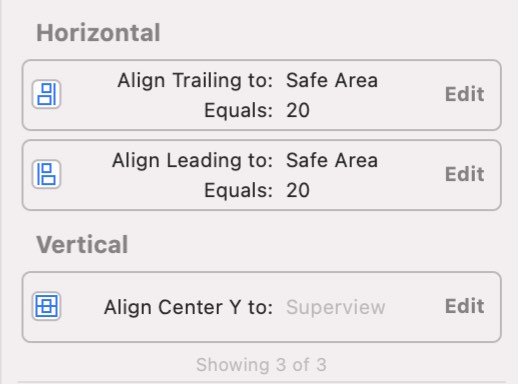 Horizontal
Align Trailing to: Safe Area
Equals: 20
Edit
Align Leading to: Safe Area
Equals: 20
Edit
Vertical
Align Center Y to: Superview
Edit
Showing 3 of 3